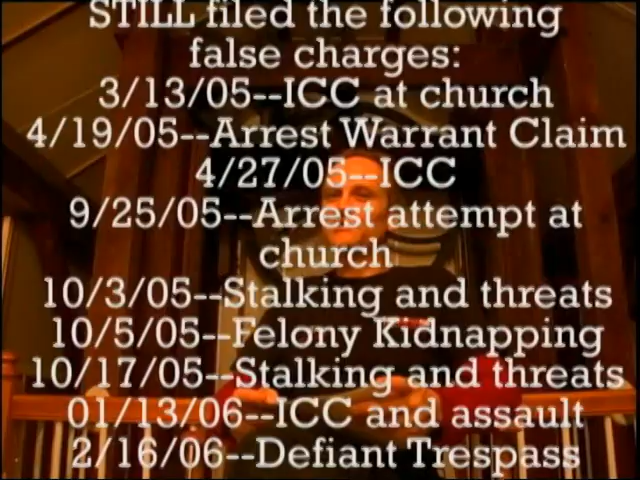 STILL filed the following
false charges:
3/13/05--ICC at church
4/19/05--Arrest Warrant Claim
4/27/05--ICC
9/25/05--Arrest attempt at
church
10/3/05--Stalking and threats
10/5/05--Felony Kidnapping
10/17/05--Stalking and threats
01/13/06--ICC and assault
2/16/06--Defiant Trespass